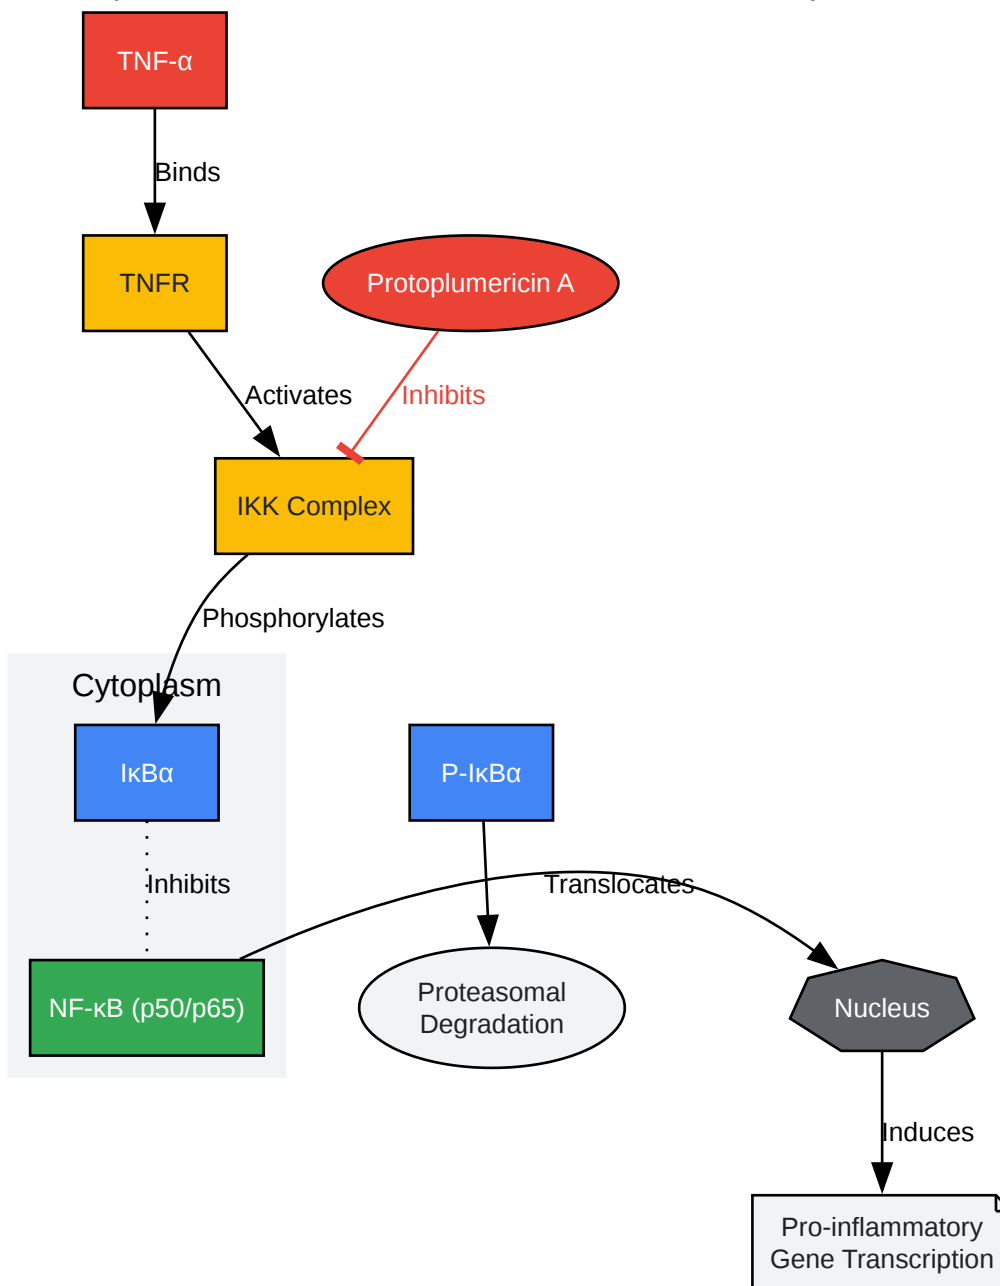 TNF-α
Binds
TNFR
Protoplumericin A
Activates
Inhibits
IKK Complex
Phosphorylates
Cytoplasm
IκBα
P-IκBα
Inhibits
Translocates
NF-κB (p50/p65)
Proteasomal
Degradation
Nucleus
Induces
Pro-inflammatory
Gene Transcription